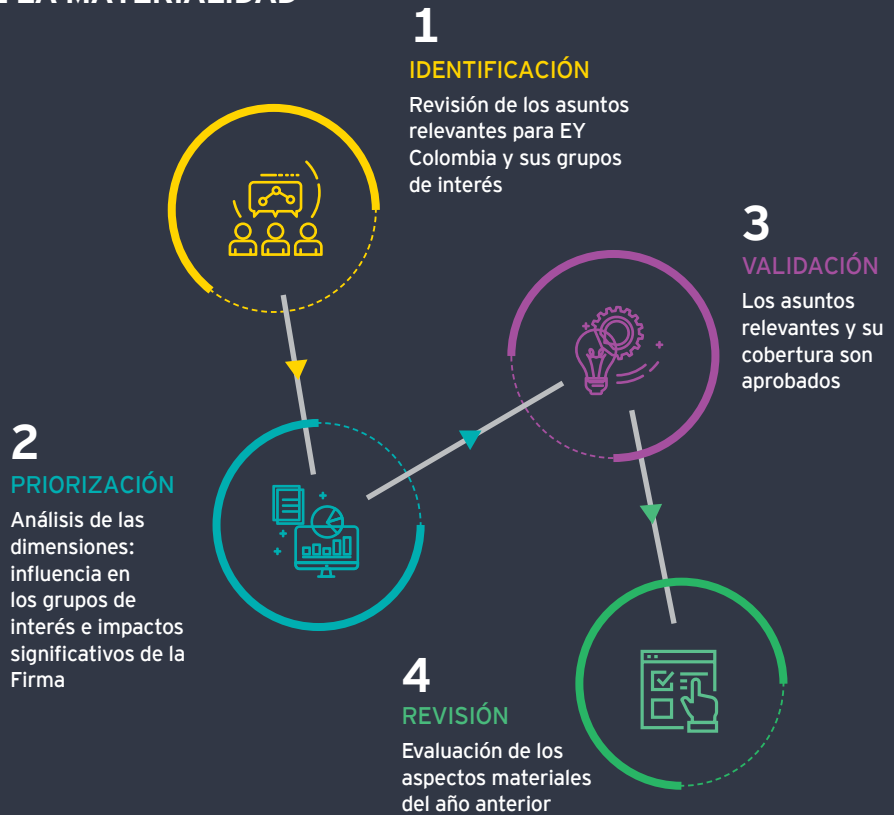 LA MATERIALIDAD
1
IDENTIFICACIÓN
Revisión de los asuntos
relevantes para EY
Colombia y sus grupos
de interés
2
PRIORIZACIÓN
Análisis de las
dimensiones:
influencia en
los grupos de
interés e impactos
significativos de la
Firma
3
VALIDACIÓN
Los asuntos
relevantes y su
cobertura son
aprobados
4
REVISIÓN
Evaluación de los
aspectos materiales
del año anterior